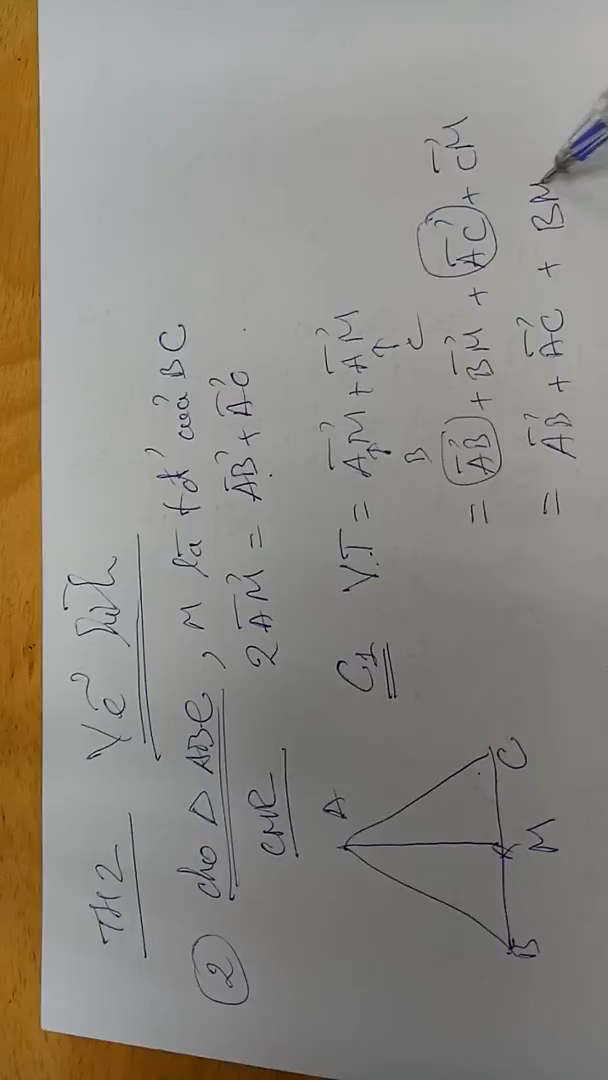 TH2 Vẽ hình
② cho △ ABC, M là tđ' của BC
CMR 2AM⃗ = AB⃗ + AC⃗.
C1 VT = AM⃗ + AM⃗
B C
= AB⃗ + BM⃗ + AC⃗ + CM⃗
= AB⃗ + AC⃗ + BM
A
B M C